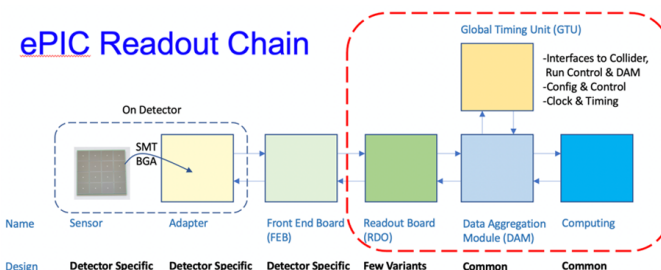 ePIC Readout Chain
Global Timing Unit (GTU)
-Interfaces to Collider,
Run Control & DAM
-Config & Control
-Clock & Timing
On Detector
SMT
BGA
Name Sensor Adapter Front End Board (FEB) Readout Board (RDO) Data Aggregation Module (DAM) Computing
Design Detector Specific Detector Specific Detector Specific Few Variants Common Common